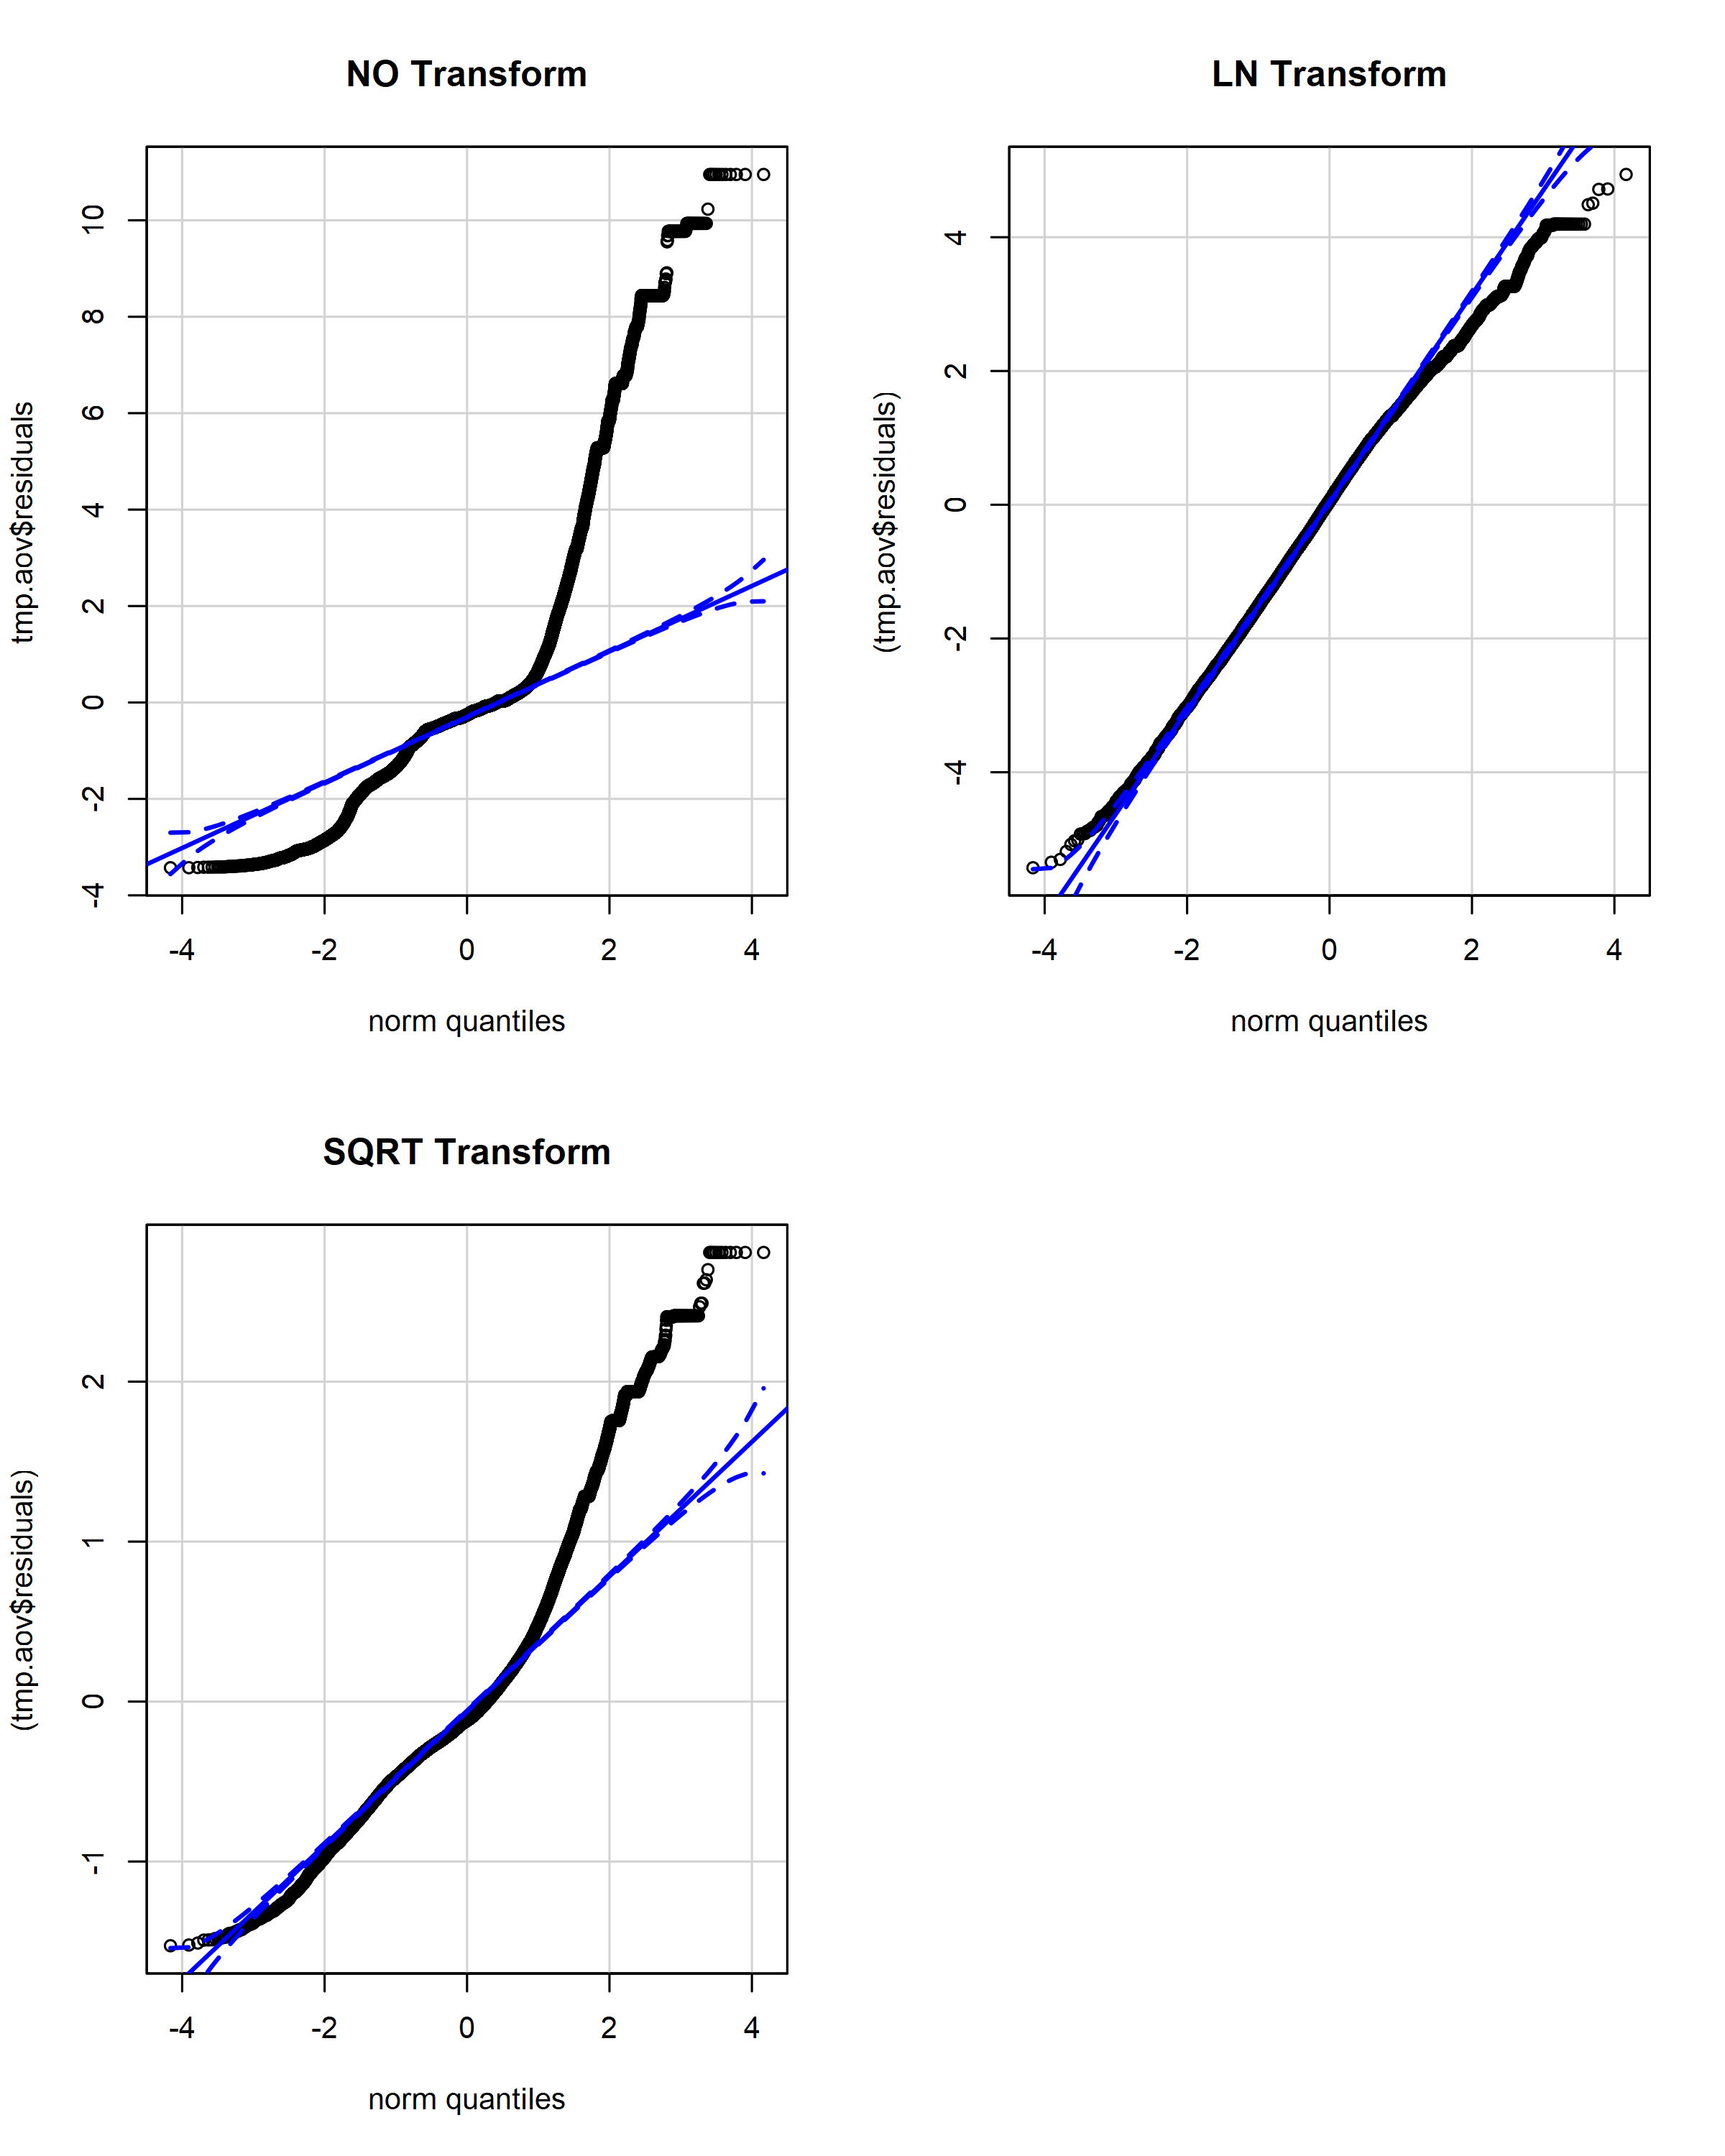 NO Transform
tmp.aov$residuals
10
8
6
4
2
0
-2
-4
-4 -2 0 2 4
norm quantiles
LN Transform
(tmp.aov$residuals)
4
2
0
-2
-4
-4 -2 0 2 4
norm quantiles
SQRT Transform
(tmp.aov$residuals)
2
1
0
-1
-4 -2 0 2 4
norm quantiles